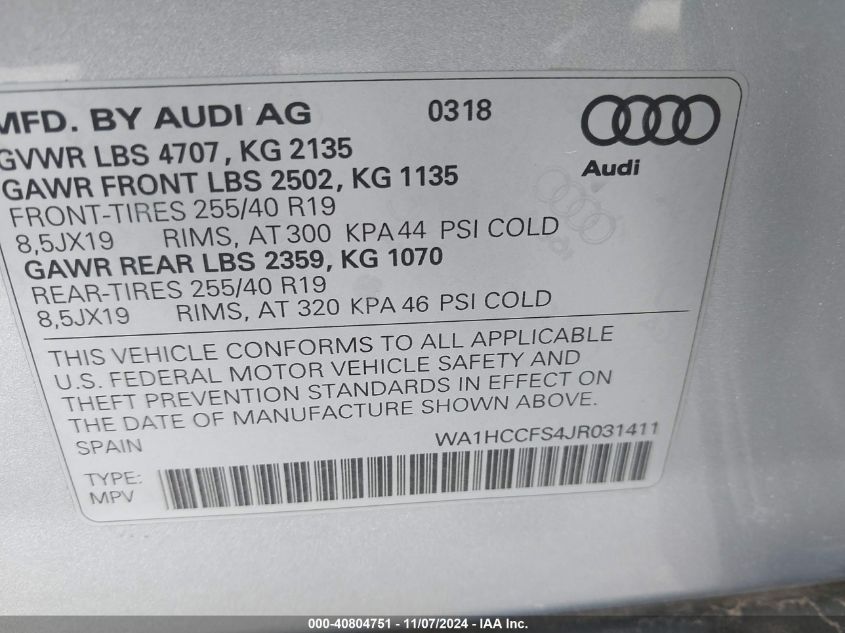 MFD. BY AUDI AG 0318
Audi
GVWR LBS 4707, KG 2135
GAWR FRONT LBS 2502, KG 1135
FRONT-TIRES 255/40 R19
8,5JX19 RIMS, AT 300 KPA 44 PSI COLD
GAWR REAR LBS 2359, KG 1070
REAR-TIRES 255/40 R19
8,5JX19 RIMS, AT 320 KPA 46 PSI COLD
THIS VEHICLE CONFORMS TO ALL APPLICABLE
U.S. FEDERAL MOTOR VEHICLE SAFETY AND
THEFT PREVENTION STANDARDS IN EFFECT ON
THE DATE OF MANUFACTURE SHOWN ABOVE.
SPAIN WA1HCCFS4JR031411
TYPE:
MPV
000-40804751 - 11/07/2024 - IAA Inc.